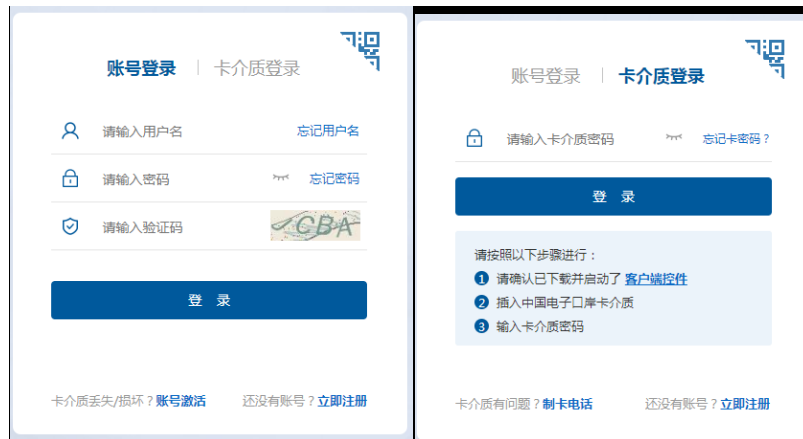 账号登录 | 卡介质登录
请输入用户名 忘记用户名
请输入密码 忘记密码
请输入验证码 CBA
登 录
卡介质丢失/损坏？账号激活 还没有账号？立即注册
账号登录 | 卡介质登录
请输入卡介质密码 忘记卡密码？
登 录
请按照以下步骤进行：
1 请确认已下载并启动了 客户端控件
2 插入中国电子口岸卡介质
3 输入卡介质密码
卡介质有问题？制卡电话 还没有账号？立即注册